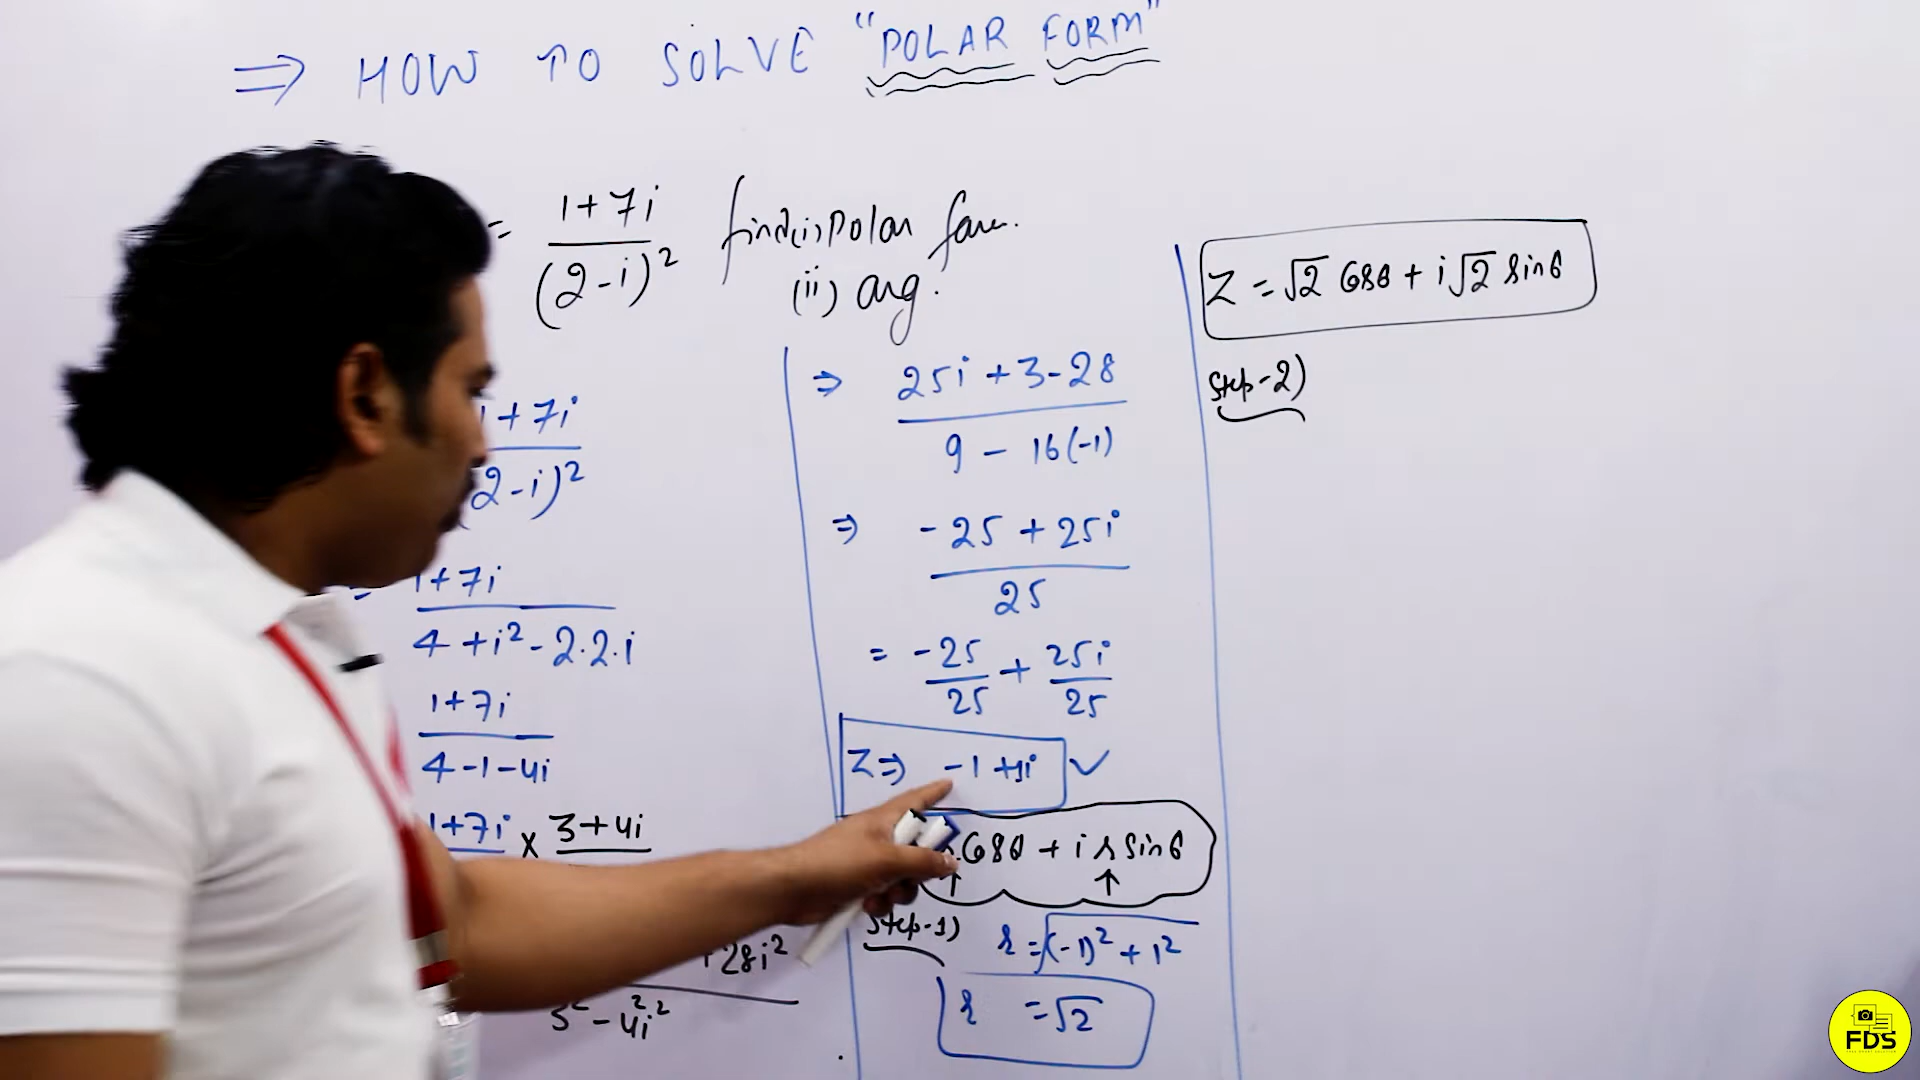 ⇒ HOW TO SOLVE "POLAR FORM"
= (1+7i)/(2-i)² find(i) Polar
(ii) arg.
1+7i
(2-i)²
= 1+7i
4+i²-2.2.i
1+7i
4-1-4i
1+7i × 3+4i
+28i²
3²-4²i²
⇒ 25i+3-28
9-16(-1)
⇒ -25+25i
25
= -25/25 + 25i/25
Z⇒ -1+1i ✓
Cosθ + i r sinθ
Step-1) r=√(-1)²+1²
r =√2
Z=√2 Cosθ+i√2 sinθ
Step-2)
FDS